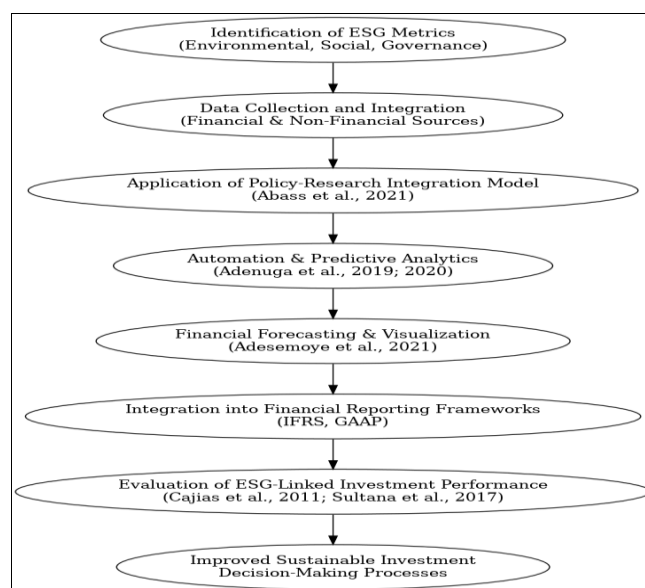 Identification of ESG Metrics
(Environmental, Social, Governance)
Data Collection and Integration
(Financial & Non-Financial Sources)
Application of Policy-Research Integration Model
(Abass et al., 2021)
Automation & Predictive Analytics
(Adenuga et al., 2019; 2020)
Financial Forecasting & Visualization
(Adesemoye et al., 2021)
Integration into Financial Reporting Frameworks
(IFRS, GAAP)
Evaluation of ESG-Linked Investment Performance
(Cajias et al., 2011; Sultana et al., 2017)
Improved Sustainable Investment
Decision-Making Processes